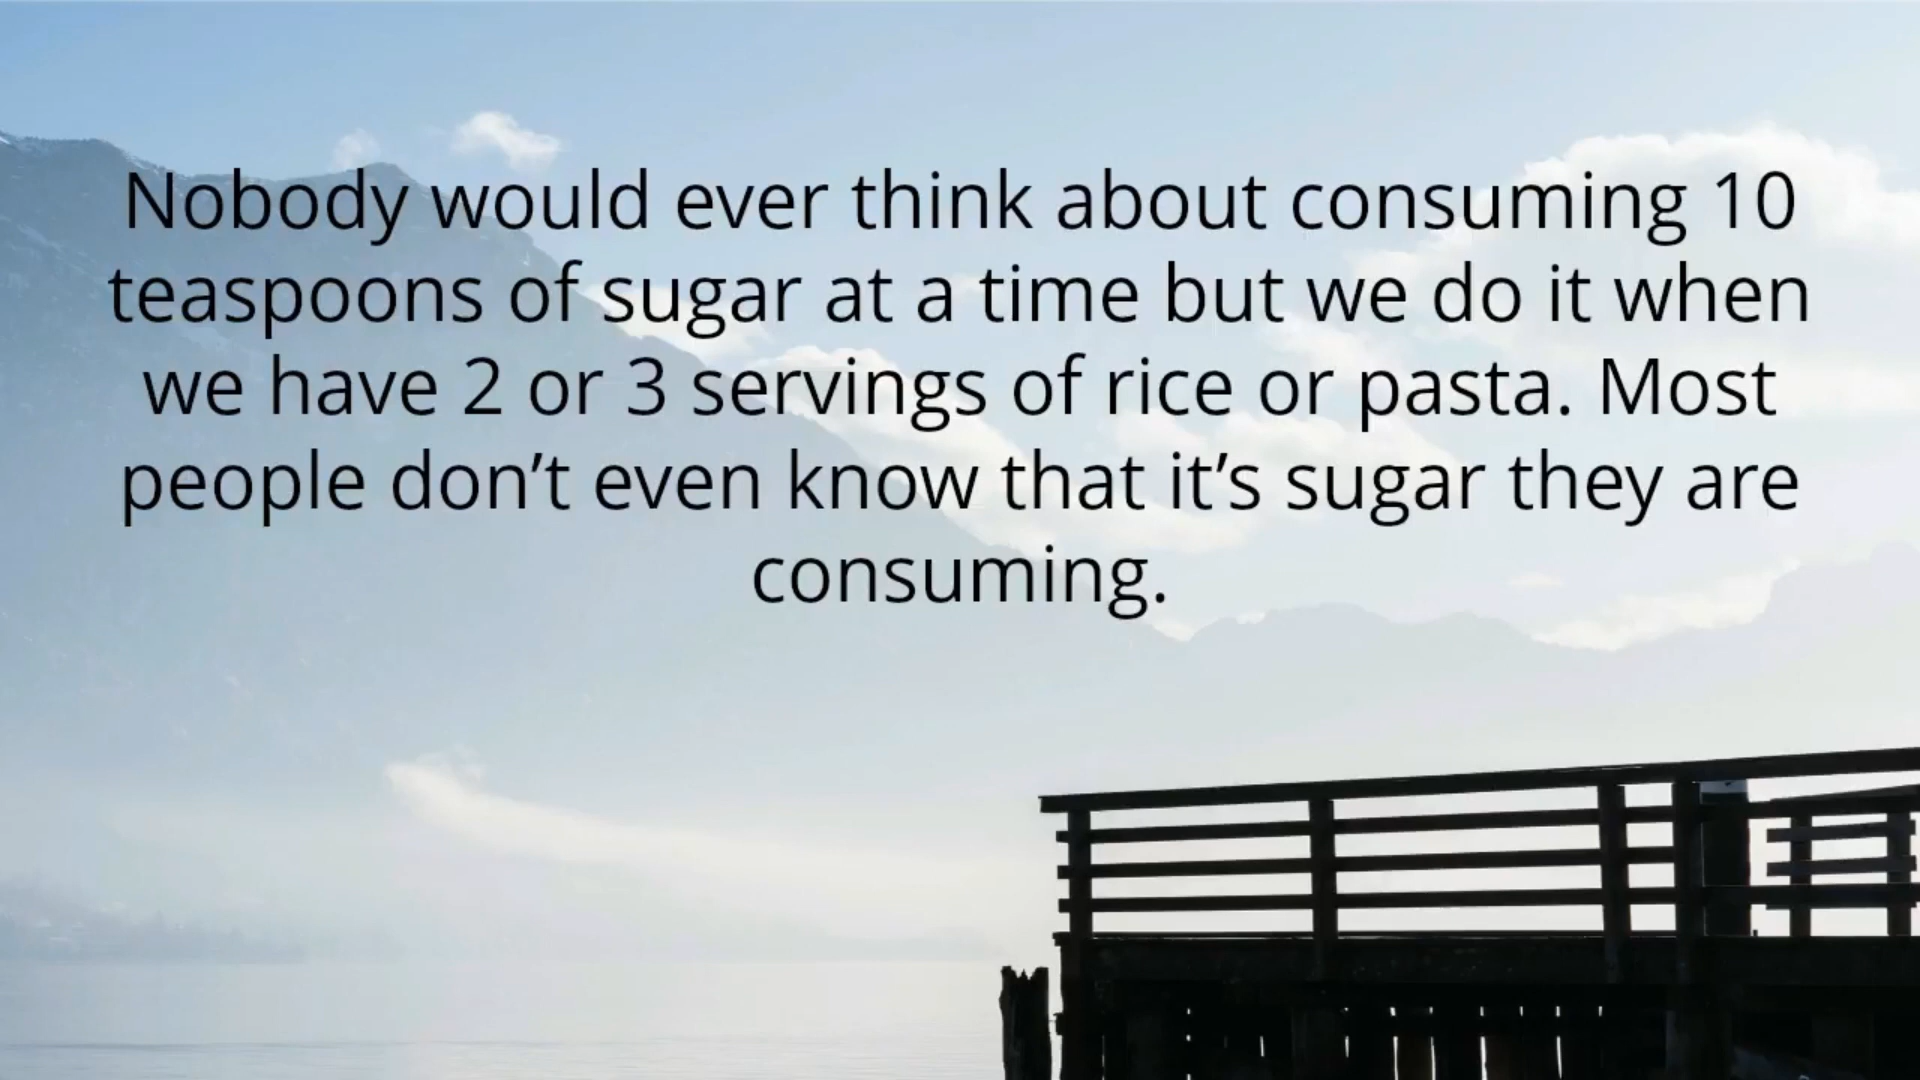 Nobody would ever think about consuming 10
teaspoons of sugar at a time but we do it when
we have 2 or 3 servings of rice or pasta. Most
people don’t even know that it’s sugar they are
consuming.